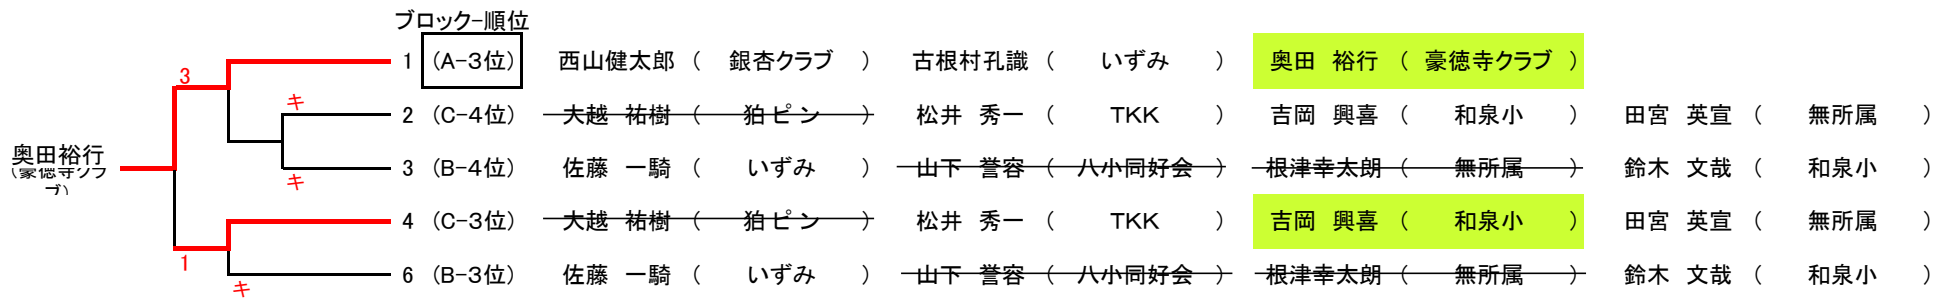 ブロック-順位
1 (A-3位) 西山健太郎 ( 銀杏クラブ ) 古根村孔識 ( いずみ ) 奥田 裕行 ( 豪徳寺クラブ )
3
キ
2 (C-4位) 大越 祐樹 ( 狛ピン ) 松井 秀一 ( TKK ) 吉岡 興喜 ( 和泉小 ) 田宮 英宣 ( 無所属 )
奥田裕行
(豪徳寺クラ
ブ)
3 (B-4位) 佐藤 一騎 ( いずみ ) 山下 誉容 ( 八小同好会 ) 根津幸太朗 ( 無所属 ) 鈴木 文哉 ( 和泉小 )
キ
4 (C-3位) 大越 祐樹 ( 狛ピン ) 松井 秀一 ( TKK ) 吉岡 興喜 ( 和泉小 ) 田宮 英宣 ( 無所属 )
1
6 (B-3位) 佐藤 一騎 ( いずみ ) 山下 誉容 ( 八小同好会 ) 根津幸太朗 ( 無所属 ) 鈴木 文哉 ( 和泉小 )
キ